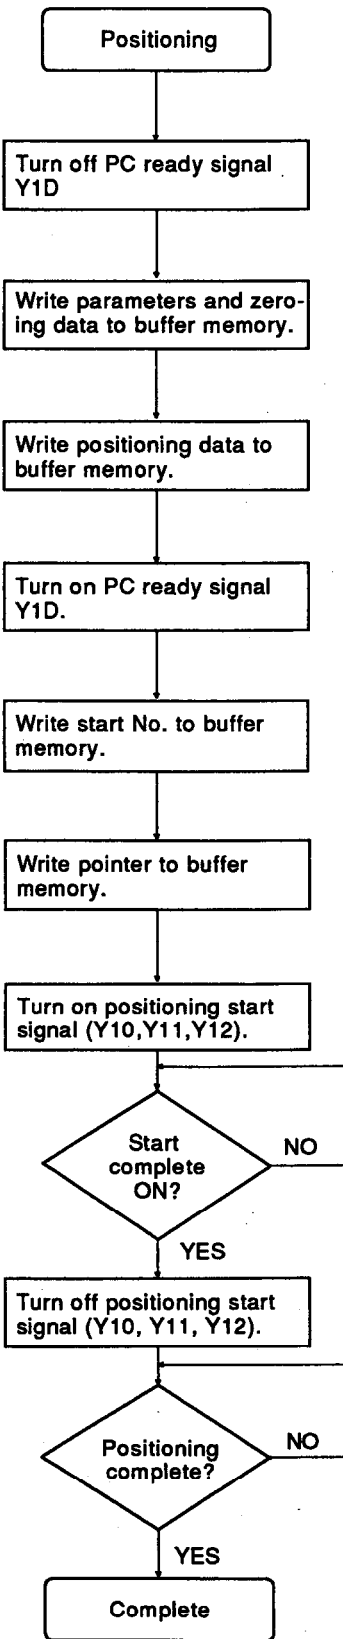 Positioning
Turn off PC ready signal
Y1D
Write parameters and zero-
ing data to buffer memory.
Write positioning data to
buffer memory.
Turn on PC ready signal
Y1D.
Write start No. to buffer
memory.
Write pointer to buffer
memory.
Turn on positioning start
signal (Y10,Y11,Y12).
Start
complete
ON?
NO
YES
Turn off positioning start
signal (Y10, Y11, Y12).
Positioning
complete?
NO
YES
Complete